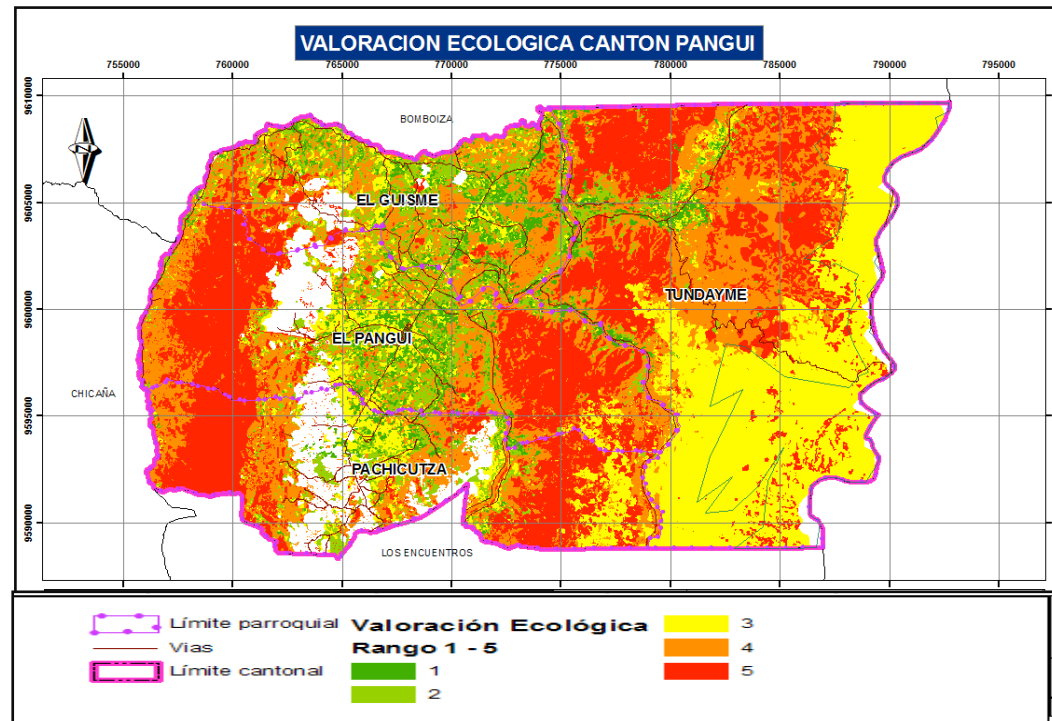 VALORACION ECOLOGICA CANTON PANGUI
755000 760000 765000 770000 775000 780000 785000 790000 795000
9610000
9605000
9600000
9595000
9590000
N
BOMBOIZA
EL GUISME
TUNDAYME
EL PANGUI
CHICAÑA
PACHICUTZA
LOS ENCUENTROS
Límite parroquial
Vias
Límite cantonal
Valoración Ecológica
Rango 1 - 5
1
2
3
4
5